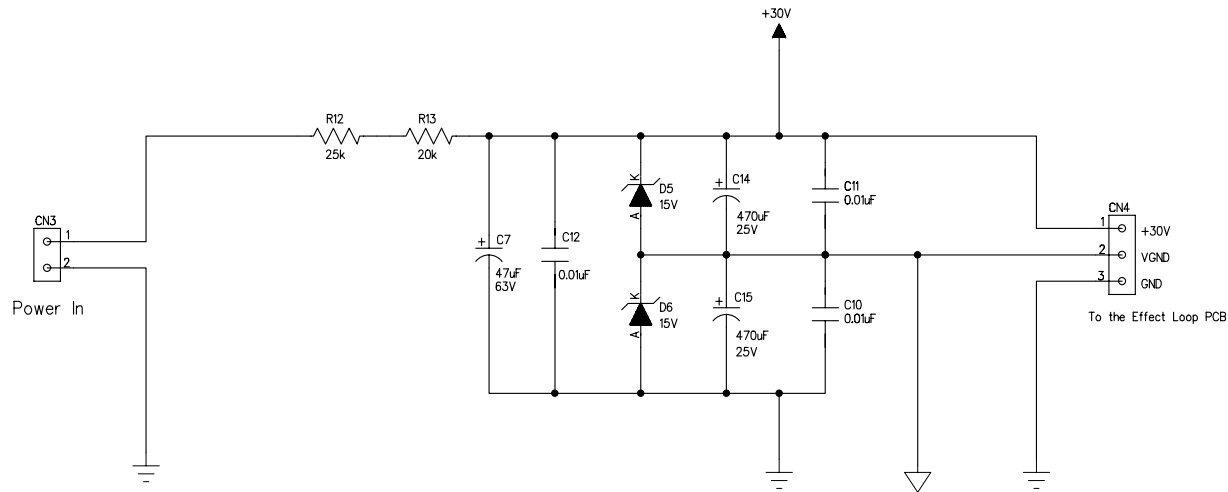 +30V
R12
25k
R13
20k
CN3
1
2
Power In
+
C7
47uF
63V
C12
0.01uF
K
D5
15V
A
+
C14
470uF
25V
C11
0.01uF
K
D6
15V
A
+
C15
470uF
25V
C10
0.01uF
CN4
1
+30V
2
VGND
3
GND
To the Effect Loop PCB